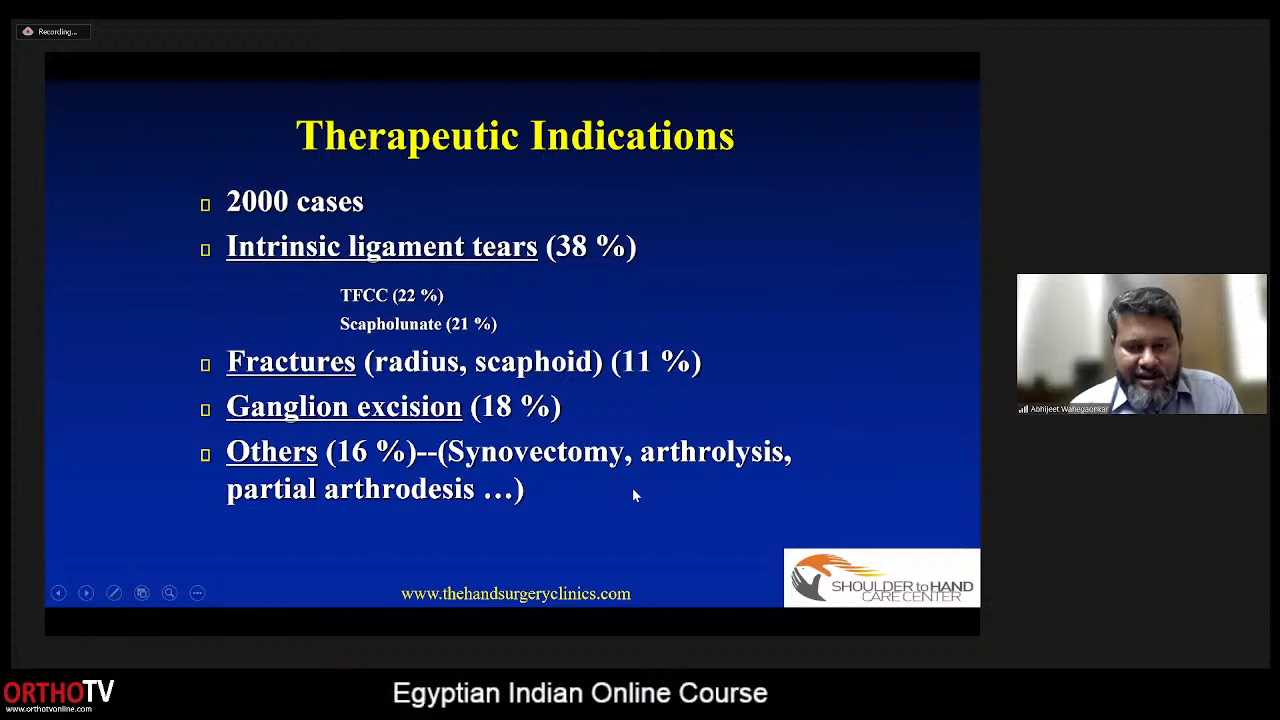 Recording...
Therapeutic Indications
2000 cases
Intrinsic ligament tears (38 %)
TFCC (22 %)
Scapholunate (21 %)
Fractures (radius, scaphoid) (11 %)
Ganglion excision (18 %)
Others (16 %)--(Synovectomy, arthrolysis,
partial arthrodesis …)
Abhijeet Wahegaonkar
SHOULDER to HAND
CARE CENTER
www.thehandsurgeryclinics.com
ORTHOTV
www.orthotvonline.com
Egyptian Indian Online Course